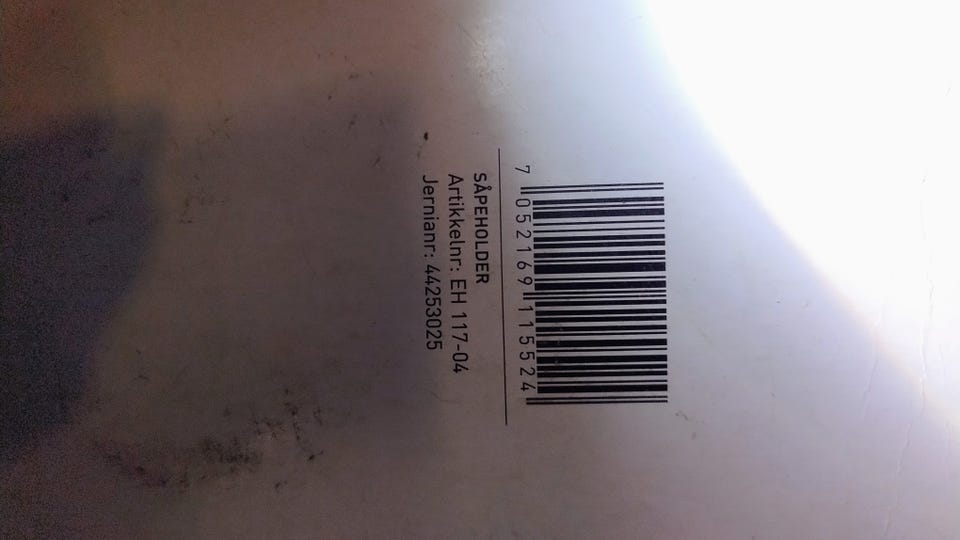 7 052169 115524
SÅPEHOLDER
Artikkelnr: EH 117-04
Jernianr: 44253025